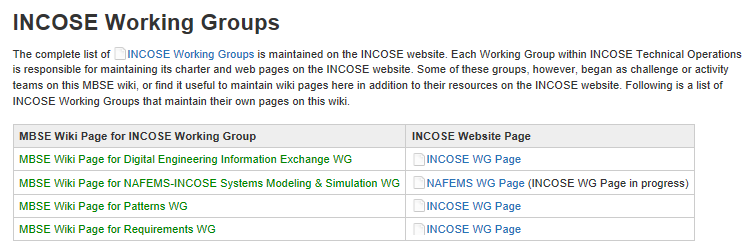 INCOSE Working Groups
The complete list of INCOSE Working Groups is maintained on the INCOSE website. Each Working Group within INCOSE Technical Operations
is responsible for maintaining its charter and web pages on the INCOSE website. Some of these groups, however, began as challenge or activity
teams on this MBSE wiki, or find it useful to maintain wiki pages here in addition to their resources on the INCOSE website. Following is a list of
INCOSE Working Groups that maintain their own pages on this wiki.
MBSE Wiki Page for INCOSE Working Group INCOSE Website Page
MBSE Wiki Page for Digital Engineering Information Exchange WG INCOSE WG Page
MBSE Wiki Page for NAFEMS-INCOSE Systems Modeling & Simulation WG NAFEMS WG Page (INCOSE WG Page in progress)
MBSE Wiki Page for Patterns WG INCOSE WG Page
MBSE Wiki Page for Requirements WG INCOSE WG Page